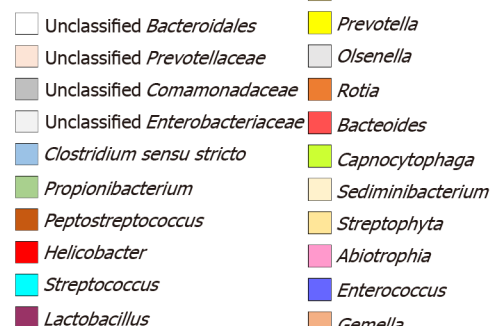 Unclassified Bacteroidales
Unclassified Prevotellaceae
Unclassified Comamonadaceae
Unclassified Enterobacteriaceae
Clostridium sensu stricto
Propionibacterium
Peptostreptococcus
Helicobacter
Streptococcus
Lactobacillus
Prevotella
Olsenella
Rotia
Bacteoides
Capnocytophaga
Sediminibacterium
Streptophyta
Abiotrophia
Enterococcus
Gemella